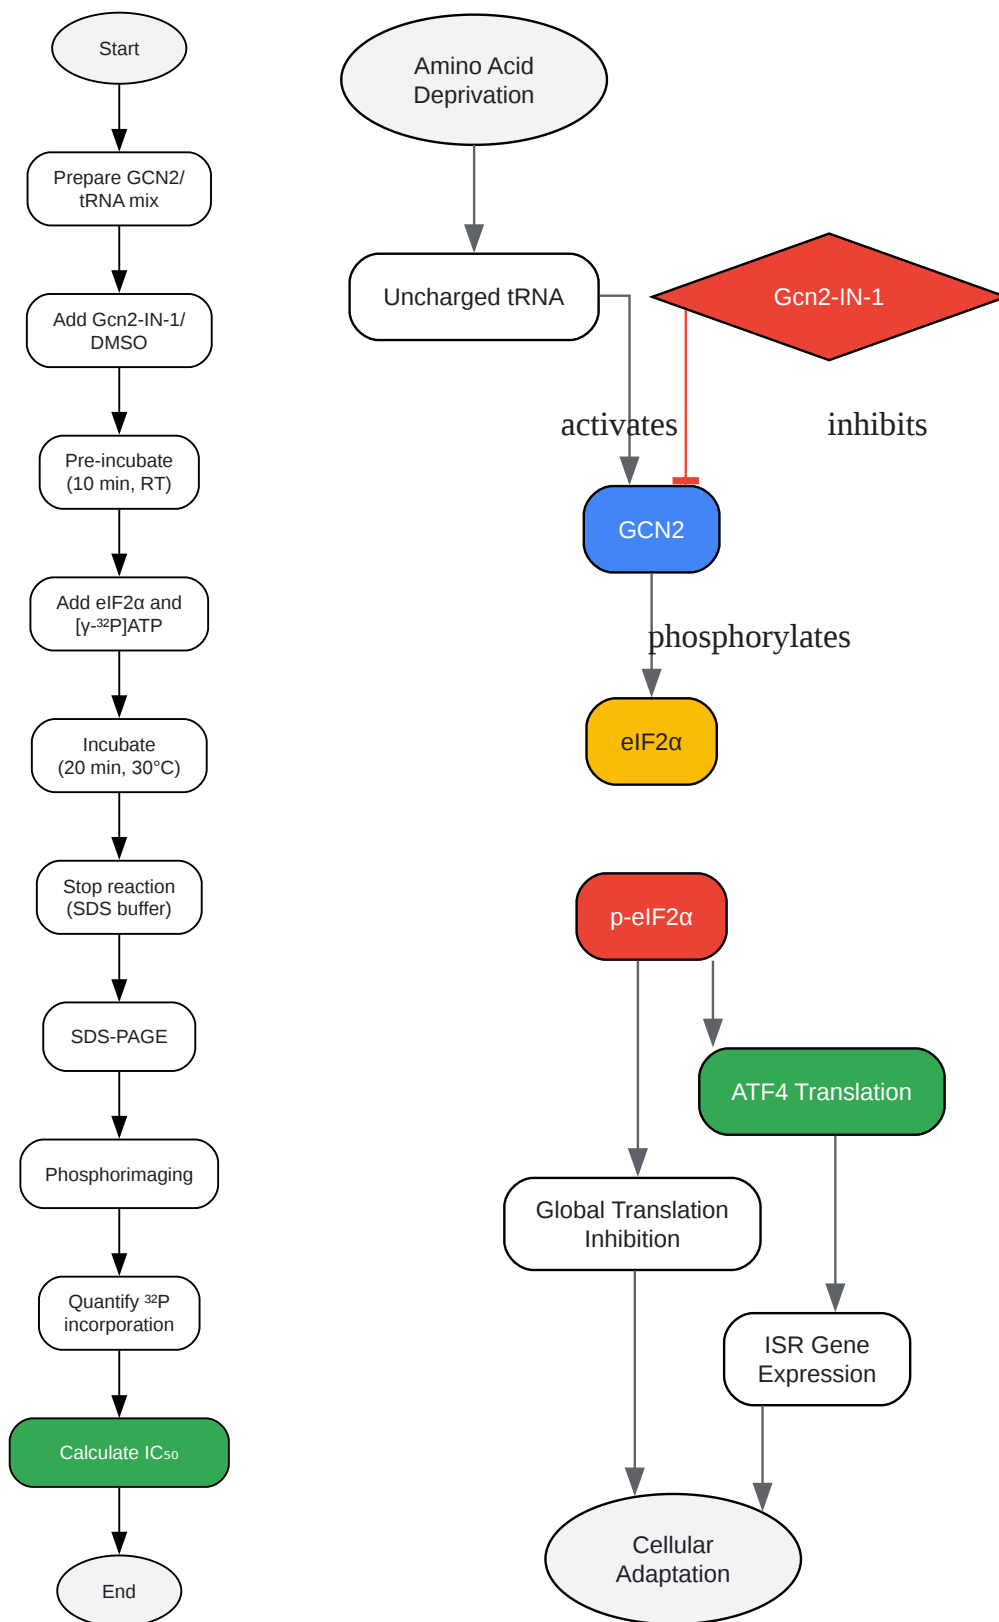 Start
Prepare GCN2/
tRNA mix
Add Gcn2-IN-1/
DMSO
Pre-incubate
(10 min, RT)
Add eIF2α and
[γ-³²P]ATP
Incubate
(20 min, 30°C)
Stop reaction
(SDS buffer)
SDS-PAGE
Phosphorimaging
Quantify ³²P
incorporation
Calculate IC₅₀
End
Amino Acid
Deprivation
Uncharged tRNA
Gcn2-IN-1
activates
inhibits
GCN2
phosphorylates
eIF2α
p-eIF2α
ATF4 Translation
Global Translation
Inhibition
ISR Gene
Expression
Cellular
Adaptation